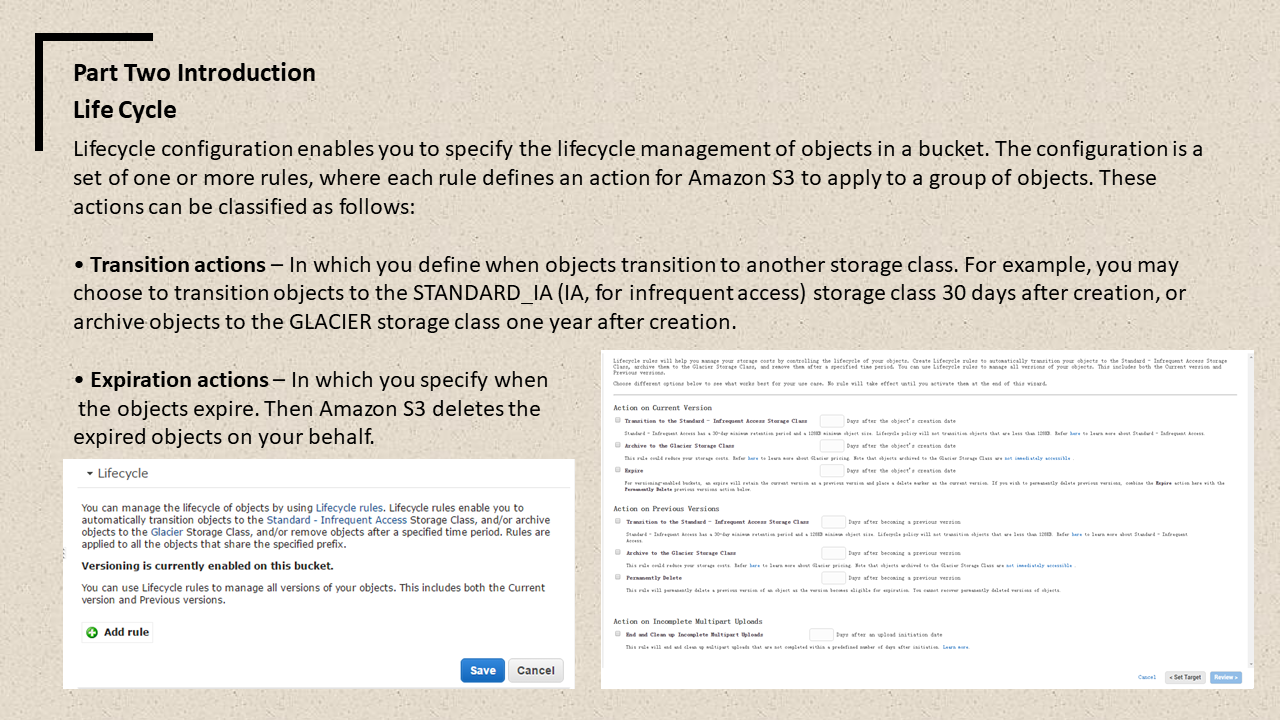 Part Two Introduction
Life Cycle
Lifecycle configuration enables you to specify the lifecycle management of objects in a bucket. The configuration is a
set of one or more rules, where each rule defines an action for Amazon S3 to apply to a group of objects. These
actions can be classified as follows:
• Transition actions – In which you define when objects transition to another storage class. For example, you may
choose to transition objects to the STANDARD_IA (IA, for infrequent access) storage class 30 days after creation, or
archive objects to the GLACIER storage class one year after creation.
• Expiration actions – In which you specify when
the objects expire. Then Amazon S3 deletes the
expired objects on your behalf.
Lifecycle
You can manage the lifecycle of objects by using Lifecycle rules. Lifecycle rules enable you to
automatically transition objects to the Standard - Infrequent Access Storage Class, and/or archive
objects to the Glacier Storage Class, and/or remove objects after a specified time period. Rules are
applied to all the objects that share the specified prefix.
Versioning is currently enabled on this bucket.
You can use Lifecycle rules to manage all versions of your objects. This includes both the Current
version and Previous versions.
Add rule
Save Cancel
Lifecycle rules will help you manage your storage costs by controlling the lifecycle of your objects. Create Lifecycle rules to automatically transition your objects to the Standard - Infrequent Access Storage
Class, archive them to the Glacier Storage Class, and remove them after a specified time period. You can use Lifecycle rules to manage all versions of your objects. This includes both the Current version and
Previous versions.
Choose different options below to see what works best for your use case. No rule will take effect until you activate them at the end of this wizard.
Action on Current Version
Transition to the Standard - Infrequent Access Storage Class Days after the object's creation date
Standard - Infrequent Access has a 30-day minimum retention period and a 128KB minimum object size. Lifecycle policy will not transition objects that are less than 128KB. Refer here to learn more about Standard - Infrequent Access.
Archive to the Glacier Storage Class Days after the object's creation date
This rule could reduce your storage costs. Refer here to learn more about Glacier pricing. Note that objects archived to the Glacier Storage Class are not immediately accessible.
Expire Days after the object's creation date
For versioning-enabled buckets, an expire will retain the current version as a previous version and place a delete marker as the current version. If you wish to permanently delete previous versions, combine the Expire action here with the
Permanently Delete previous versions action below.
Action on Previous Versions
Transition to the Standard - Infrequent Access Storage Class Days after becoming a previous version
Standard - Infrequent Access has a 30-day minimum retention period and a 128KB minimum object size. Lifecycle policy will not transition objects that are less than 128KB. Refer here to learn more about Standard - Infrequent
Access.
Archive to the Glacier Storage Class Days after becoming a previous version
This rule could reduce your storage costs. Refer here to learn more about Glacier pricing. Note that objects archived to the Glacier Storage Class are not immediately accessible.
Permanently Delete Days after becoming a previous version
This rule will permanently delete a previous version of an object as the version becomes eligible for expiration. You cannot recover permanently deleted versions of objects.
Action on Incomplete Multipart Uploads
End and Clean up Incomplete Multipart Uploads Days after an upload initiation date
This rule will end and clean up multipart uploads that are not completed within a predefined number of days after initiation. Learn more.
Cancel < Set Target Review >